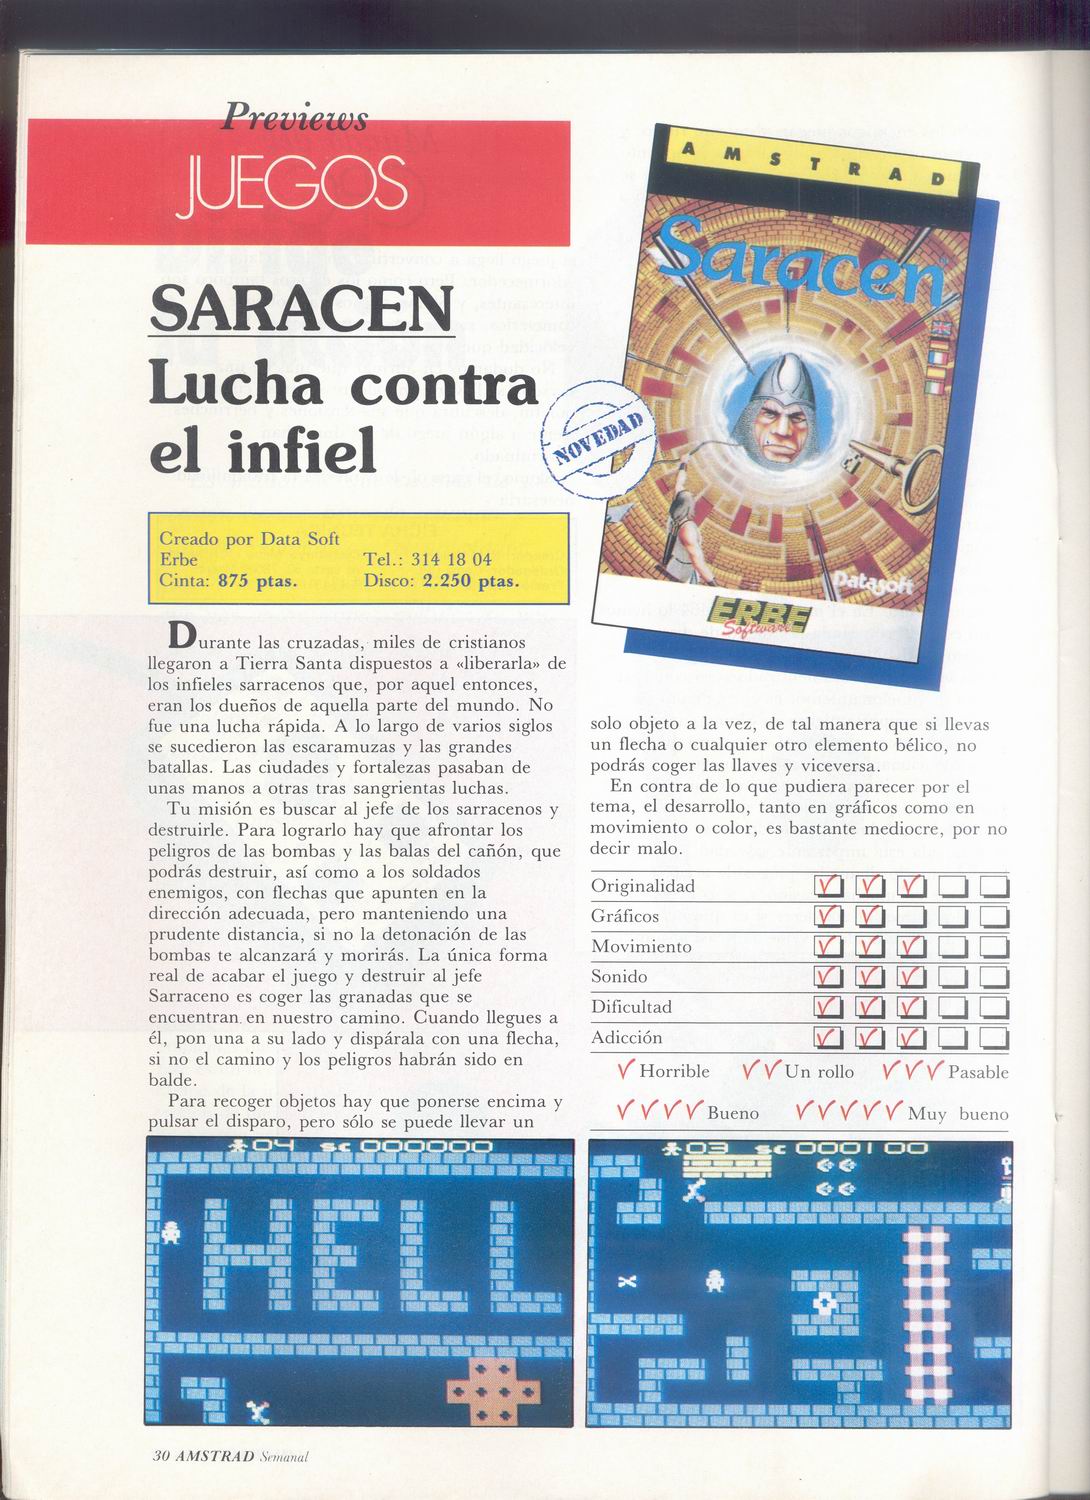 Previews
JUEGOS
SARACEN
Lucha contra
el infiel
Creado por Data Soft
Erbe Tel.: 314 18 04
Cinta: 875 ptas. Disco: 2.250 ptas.
AMSTRAD
Saracen
NOVEDAD
Datasoft
ERBE
Software
Durante las cruzadas, miles de cristianos
llegaron a Tierra Santa dispuestos a «liberarla» de
los infieles sarracenos que, por aquel entonces,
eran los dueños de aquella parte del mundo. No
fue una lucha rápida. A lo largo de varios siglos
se sucedieron las escaramuzas y las grandes
batallas. Las ciudades y fortalezas pasaban de
unas manos a otras tras sangrientas luchas.
Tu misión es buscar al jefe de los sarracenos y
destruirle. Para lograrlo hay que afrontar los
peligros de las bombas y las balas del cañón, que
podrás destruir, así como a los soldados
enemigos, con flechas que apunten en la
dirección adecuada, pero manteniendo una
prudente distancia, si no la detonación de las
bombas te alcanzará y morirás. La única forma
real de acabar el juego y destruir al jefe
Sarraceno es coger las granadas que se
encuentran en nuestro camino. Cuando llegues a
él, pon una a su lado y dispárala con una flecha,
si no el camino y los peligros habrán sido en
balde.
Para recoger objetos hay que ponerse encima y
pulsar el disparo, pero sólo se puede llevar un
solo objeto a la vez, de tal manera que si llevas
un flecha o cualquier otro elemento bélico, no
podrás coger las llaves y viceversa.
En contra de lo que pudiera parecer por el
tema, el desarrollo, tanto en gráficos como en
movimiento o color, es bastante mediocre, por no
decir malo.
Originalidad
Gráficos
Movimiento
Sonido
Dificultad
Adicción
Horrible Un rollo Pasable
Bueno Muy bueno
04 sc 000000
HELL
03 sc 000100
30 AMSTRAD Semanal